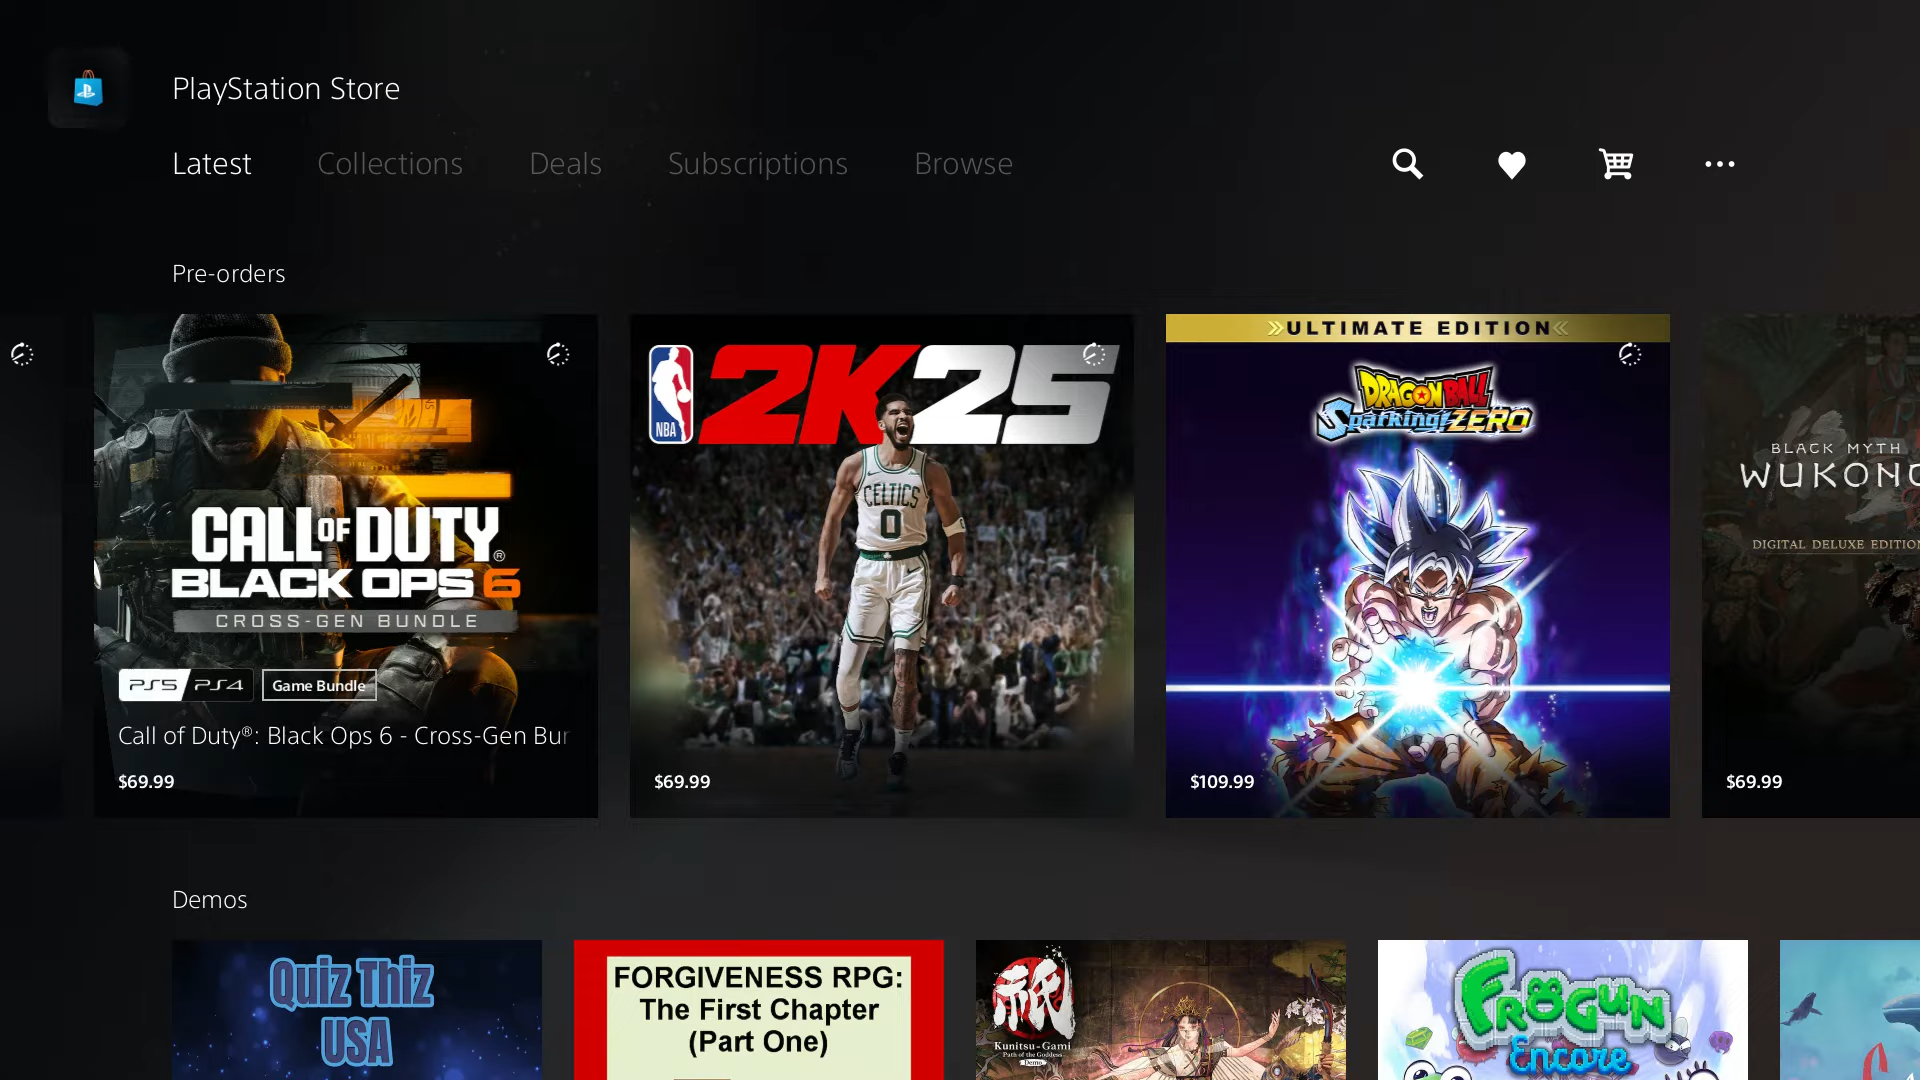 PlayStation Store
Latest
Collections
Deals
Subscriptions
Browse
Pre-orders
CALL OF DUTY®
BLACK OPS 6
CROSS-GEN BUNDLE
PS5
PS4
Game Bundle
Call of Duty®: Black Ops 6 - Cross-Gen Bun
$69.99
NBA
2K25
CELTICS
0
$69.99
ULTIMATE EDITION
DRAGON BALL
Sparking! ZERO
$109.99
BLACK MYTH
WUKONG
DIGITAL DELUXE EDITION
$69.99
Demos
Quiz Thiz
USA
FORGIVENESS RPG:
The First Chapter
(Part One)
祇
Kunitsu-Gami
Path of the Goddess
Demo
FROGUN
Encore